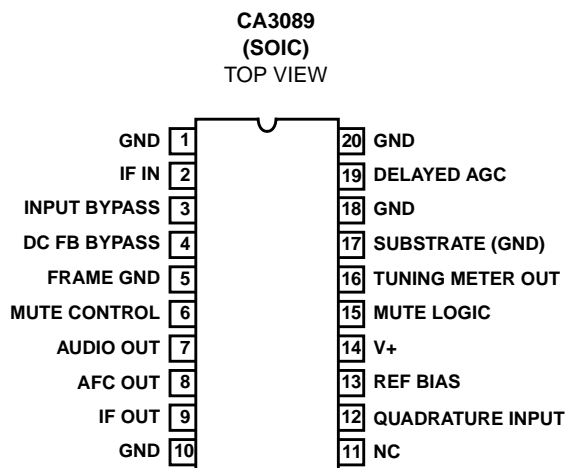 CA3089
(SOIC)
TOP VIEW
GND 1 20 GND
IF IN 2 19 DELAYED AGC
INPUT BYPASS 3 18 GND
DC FB BYPASS 4 17 SUBSTRATE (GND)
FRAME GND 5 16 TUNING METER OUT
MUTE CONTROL 6 15 MUTE LOGIC
AUDIO OUT 7 14 V+
AFC OUT 8 13 REF BIAS
IF OUT 9 12 QUADRATURE INPUT
GND 10 11 NC